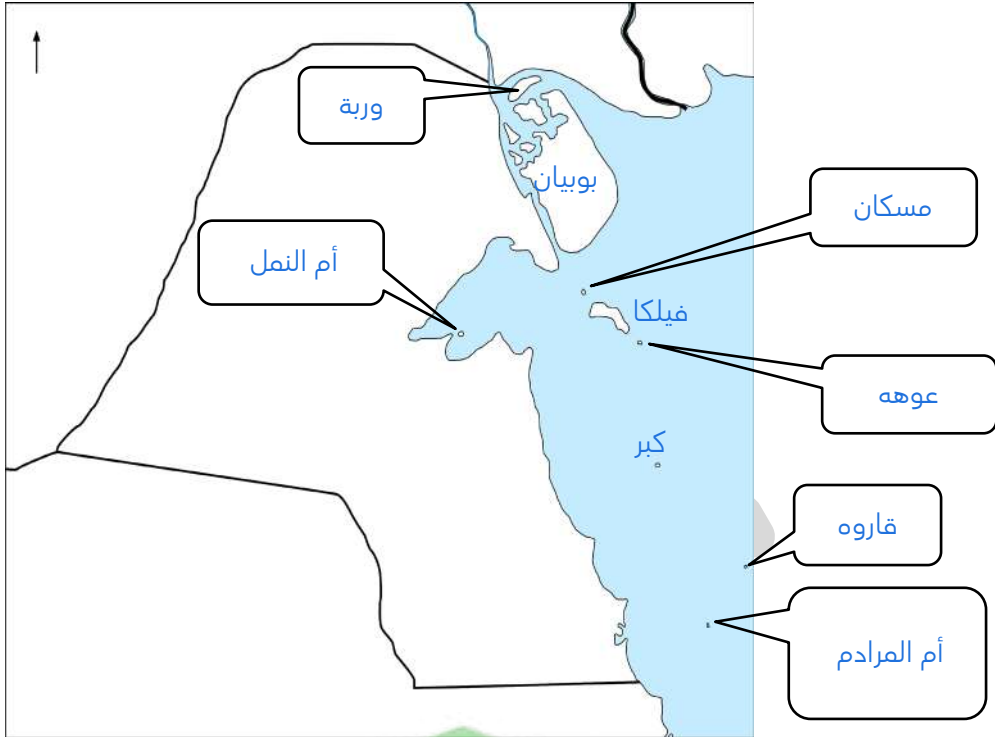 وربة
بوبيان
مسكان
أم النمل
فيلكا
عوهه
كبر
قاروه
أم المرادم